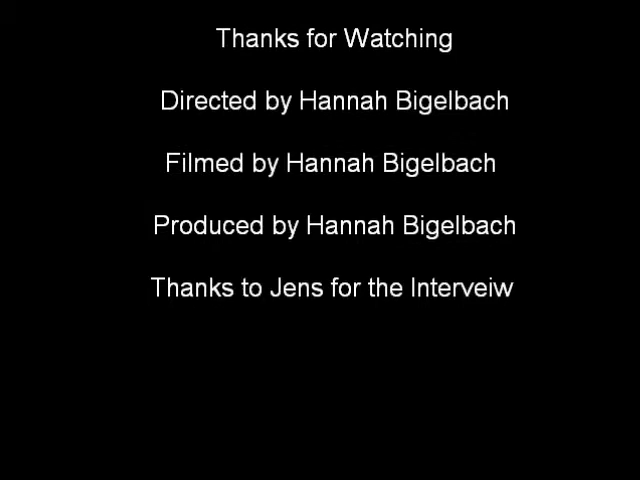 Thanks for Watching
Directed by Hannah Bigelbach
Filmed by Hannah Bigelbach
Produced by Hannah Bigelbach
Thanks to Jens for the Interveiw